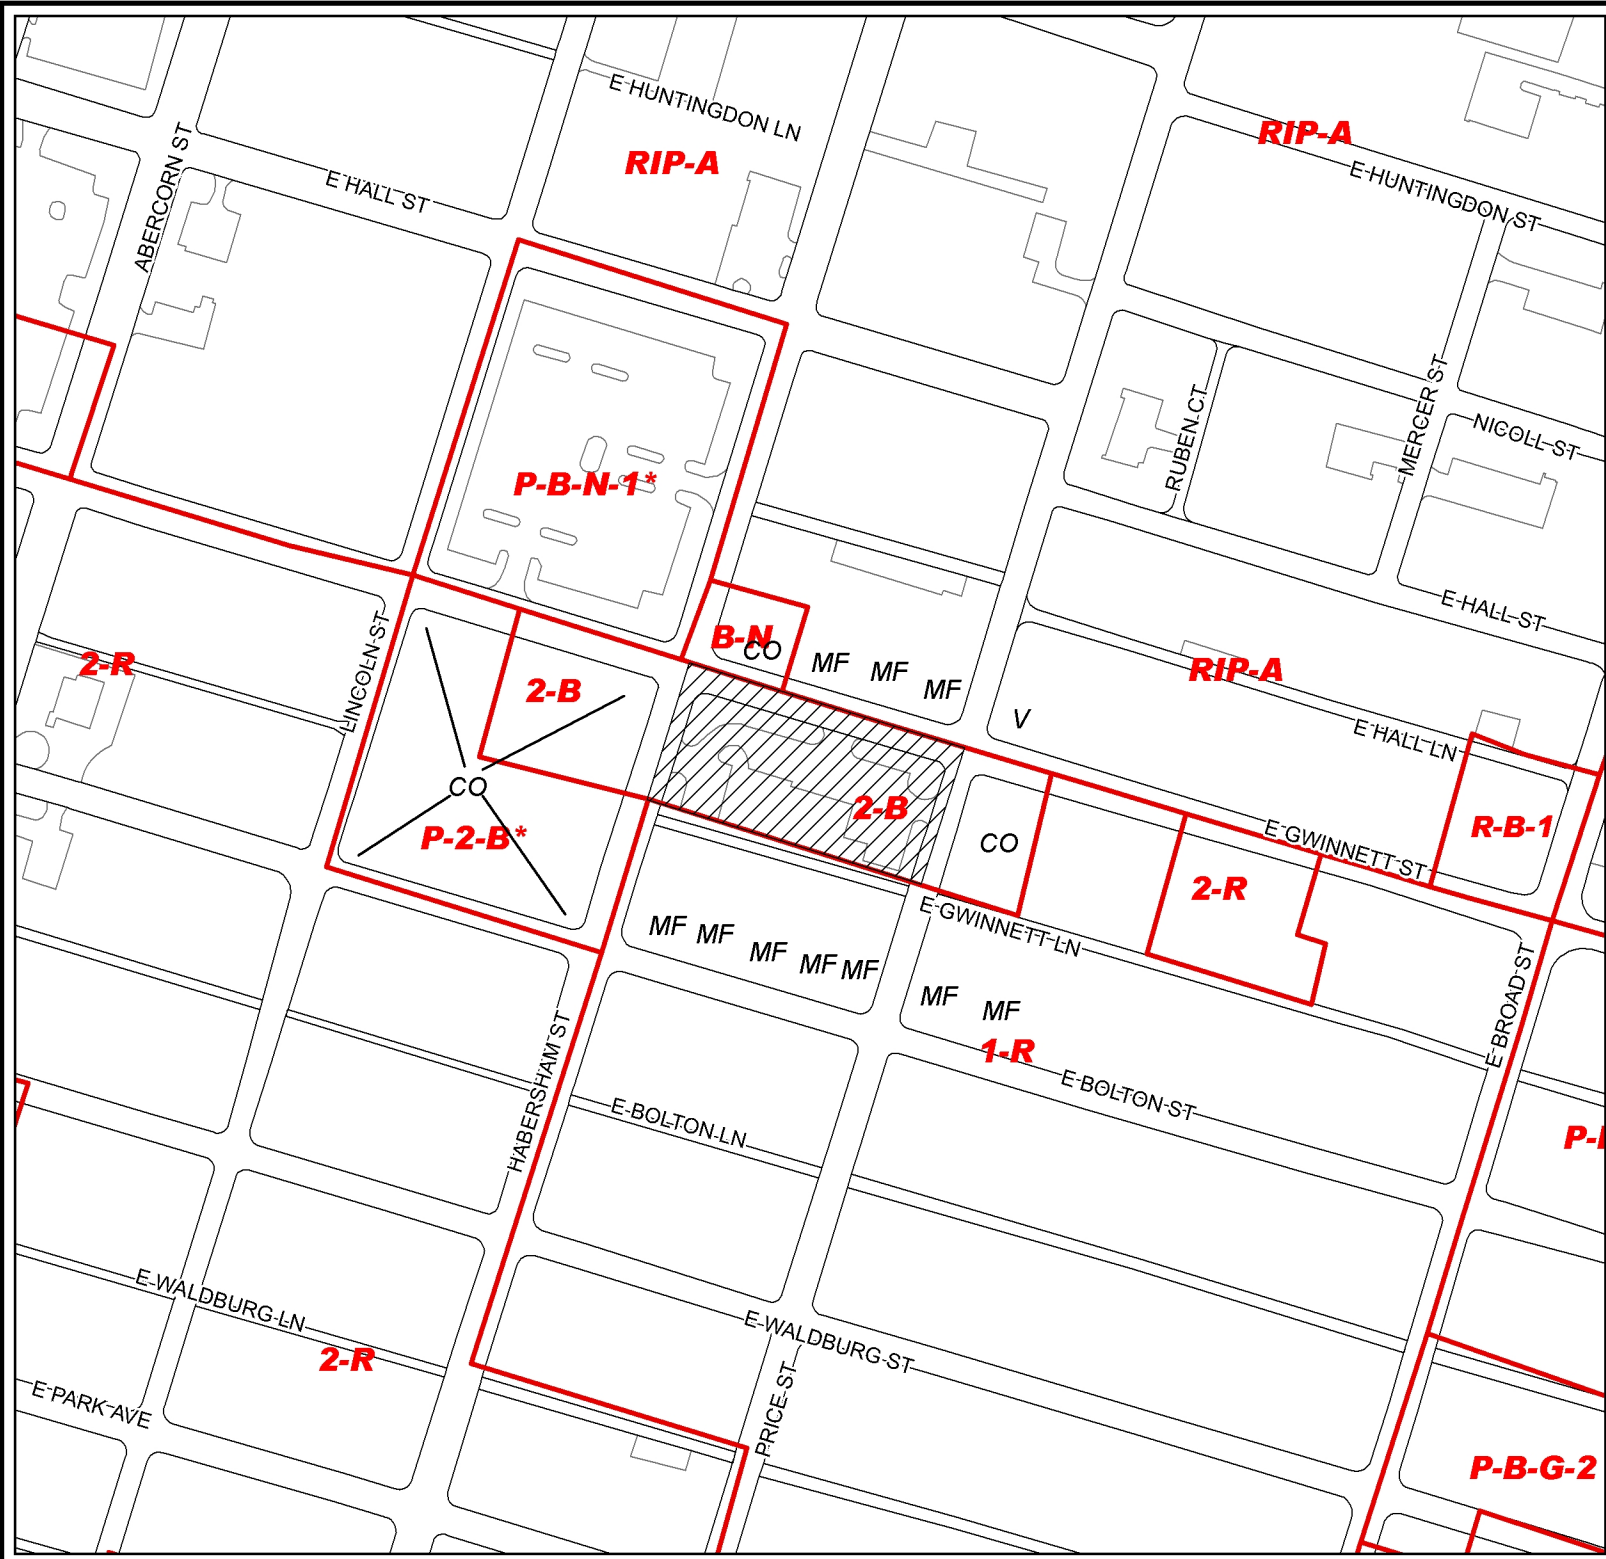 E HUNTINGDON LN
RIP-A
RIP-A
E HUNTINGDON ST
ABERCORN ST
E HALL ST
RUBEN CT
MERCER ST
NICOLL ST
P-B-N-1*
E HALL ST
B-N
CO
MF
MF
MF
2-R
LINCOLN ST
2-B
RIP-A
V
E HALL LN
CO
P-2-B*
2-B
CO
E GWINNETT ST
R-B-1
2-R
E GWINNETT LN
MF
MF
MF
MF
MF
MF
MF
1-R
E BROAD ST
HABERSHAM ST
E BOLTON ST
E BOLTON LN
E WALDBURG LN
E WALDBURG ST
2-R
E PARK AVE
PRICE ST
P-B-G-2